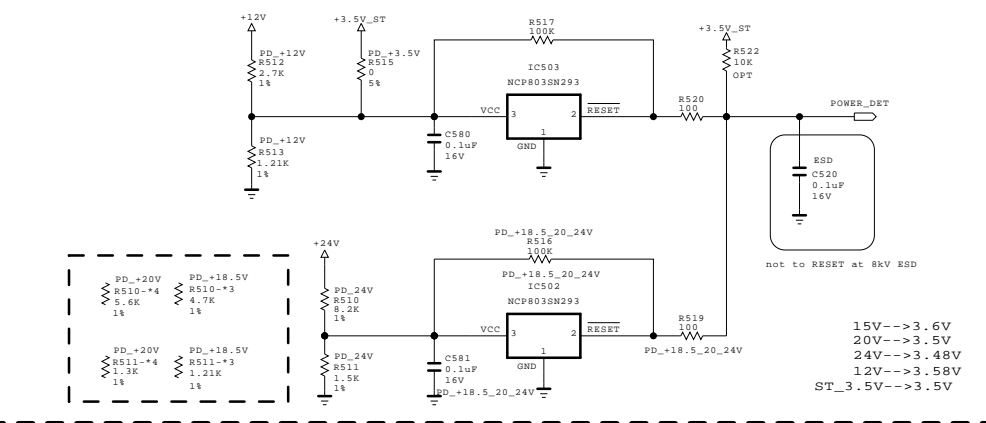 +12V
PD_+12V
R512
2.7K
1%
PD_+12V
R513
1.21K
1%
+3.5V_ST
PD_+3.5V
R515
0
5%
R517
100K
IC503
NCP803SN293
VCC
3
2
RESET
1
GND
C580
0.1uF
16V
R520
100
+3.5V_ST
R522
10K
OPT
POWER_DET
ESD
C520
0.1uF
16V
not to RESET at 8kV ESD
PD_+20V
R510-*4
5.6K
1%
PD_+18.5V
R510-*3
4.7K
1%
PD_+20V
R511-*4
1.3K
1%
PD_+18.5V
R511-*3
1.21K
1%
+24V
PD_24V
R510
8.2K
1%
PD_24V
R511
1.5K
1%
PD_+18.5_20_24V
R516
100K
PD_+18.5_20_24V
IC502
NCP803SN293
VCC
3
2
RESET
1
GND
C581
0.1uF
16V
PD_+18.5_20_24V
R519
100
PD_+18.5_20_24V
15V-->3.6V
20V-->3.5V
24V-->3.48V
12V-->3.58V
ST_3.5V-->3.5V